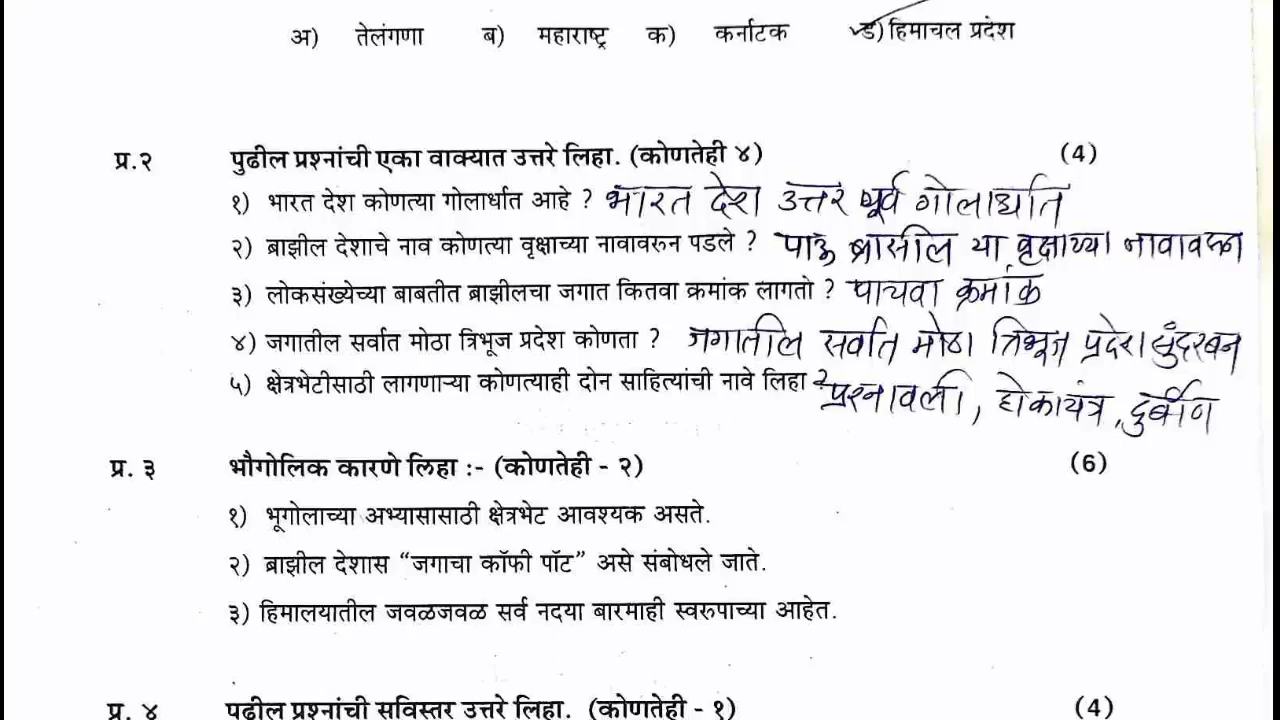 अ) तेलंगणा ब) महाराष्ट्र क) कर्नाटक ड) हिमाचल प्रदेश
प्र.२ पुढील प्रश्नांची एका वाक्यात उत्तरे लिहा. (कोणतेही ४) (4)
१) भारत देश कोणत्या गोलार्धात आहे ? भारत देश उत्तर पूर्व गोलार्धात
२) ब्राझील देशाचे नाव कोणत्या वृक्षाच्या नावावरुन पडले ? पाऊ ब्रासील या वृक्षाच्या नावावरून
३) लोकसंख्येच्या बाबतीत ब्राझीलचा जगात कितवा क्रमांक लागतो ? पाचवा क्रमांक
४) जगातील सर्वात मोठा त्रिभूज प्रदेश कोणता ? जगातील सर्वात मोठा त्रिभूज प्रदेश सुंदरबन
५) क्षेत्रभेटीसाठी लागणाऱ्या कोणत्याही दोन साहित्यांची नावे लिहा ? प्रश्नावली, होकायंत्र, दुर्बीण
प्र. ३ भौगोलिक कारणे लिहा :- (कोणतेही - २) (6)
१) भूगोलाच्या अभ्यासासाठी क्षेत्रभेट आवश्यक असते.
२) ब्राझील देशास “जगाचा कॉफी पॉट” असे संबोधले जाते.
३) हिमालयातील जवळजवळ सर्व नदया बारमाही स्वरुपाच्या आहेत.
प्र. ४ पुढील प्रश्नांची सविस्तर उत्तरे लिहा. (कोणतेही - १) (4)